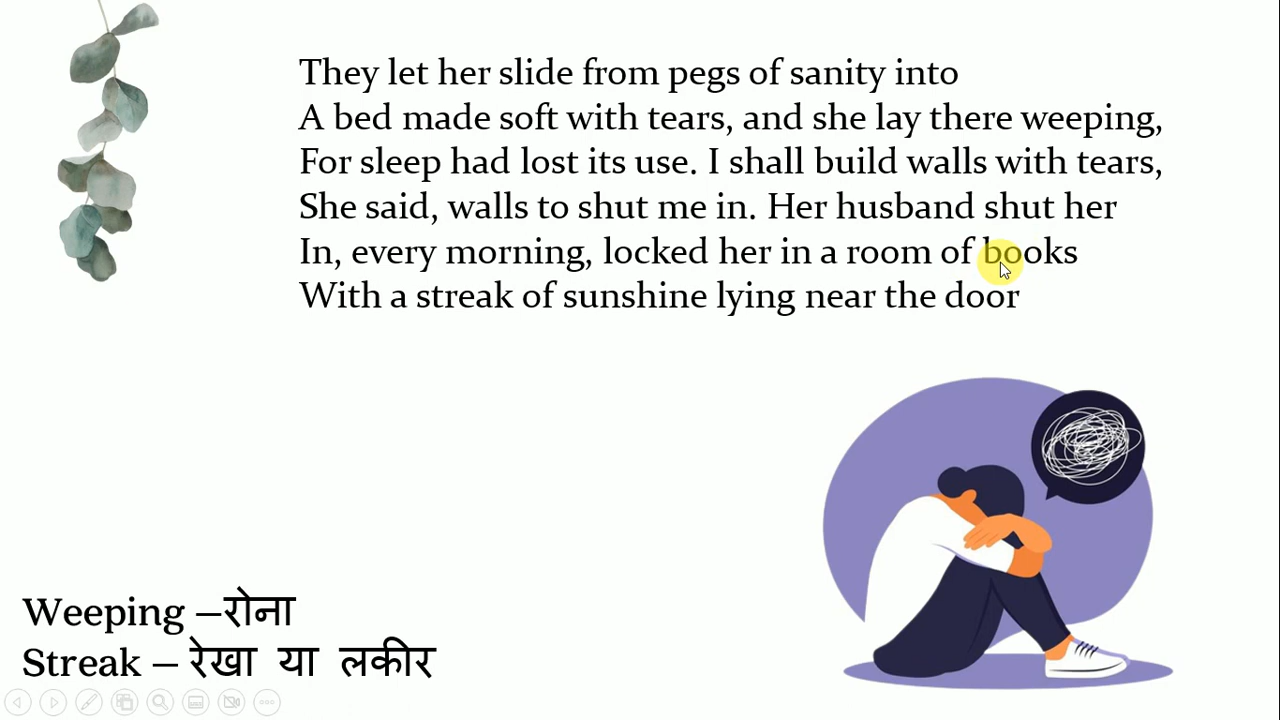 They let her slide from pegs of sanity into
A bed made soft with tears, and she lay there weeping,
For sleep had lost its use. I shall build walls with tears,
She said, walls to shut me in. Her husband shut her
In, every morning, locked her in a room of books
With a streak of sunshine lying near the door
Weeping –रोना
Streak – रेखा या लकीर